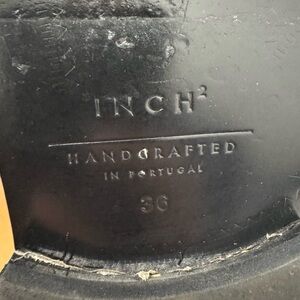 INCH²
HANDCRAFTED
IN PORTUGAL
36